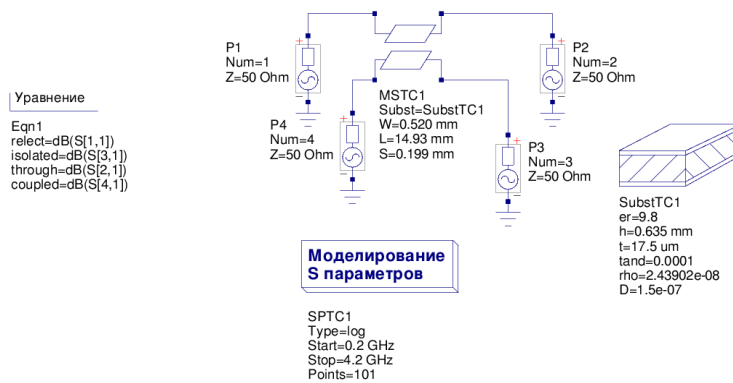 P1
Num=1
Z=50 Ohm
P2
Num=2
Z=50 Ohm
Уравнение
Eqn1
relect=dB(S[1,1])
isolated=dB(S[3,1])
through=dB(S[2,1])
coupled=dB(S[4,1])
P4
Num=4
Z=50 Ohm
MSTC1
Subst=SubstTC1
W=0.520 mm
L=14.93 mm
S=0.199 mm
P3
Num=3
Z=50 Ohm
SubstTC1
er=9.8
h=0.635 mm
t=17.5 um
tand=0.0001
rho=2.43902e-08
D=1.5e-07
Моделирование
S параметров
SPTC1
Type=log
Start=0.2 GHz
Stop=4.2 GHz
Points=101